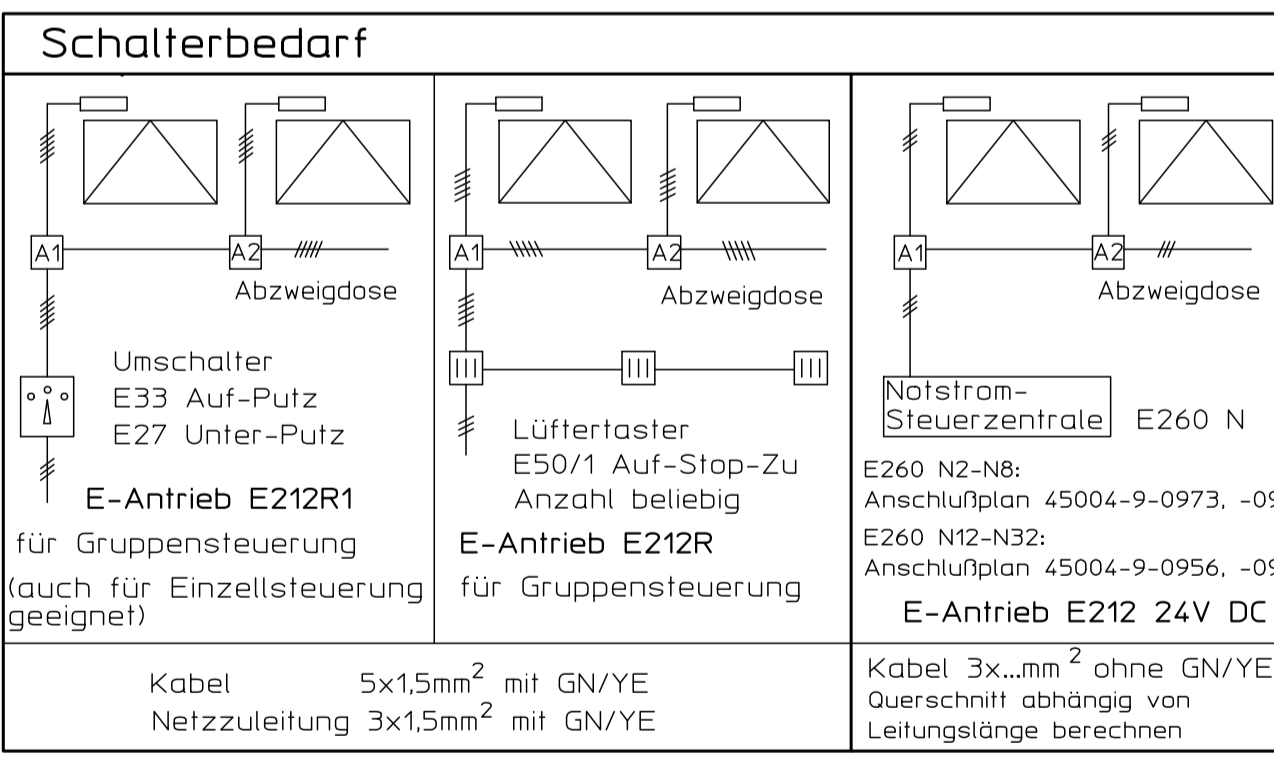 Schalterbedarf
A1
A2
Abzweigdose
Umschalter
E33 Auf-Putz
E27 Unter-Putz
E-Antrieb E212R1
für Gruppensteuerung
(auch für Einzellsteuerung
geeignet)
A1
A2
Abzweigdose
Lüftertaster
E50/1 Auf-Stop-Zu
Anzahl beliebig
E-Antrieb E212R
für Gruppensteuerung
A1
A2
Abzweigdose
Notstrom-
Steuerzentrale E260 N
E260 N2-N8:
Anschlußplan 45004-9-0973, -09
E260 N12-N32:
Anschlußplan 45004-9-0956, -09
E-Antrieb E212 24V DC
Kabel 5x1,5mm² mit GN/YE
Netzzuleitung 3x1,5mm² mit GN/YE
Kabel 3x...mm² ohne GN/YE
Querschnitt abhängig von
Leitungslänge berechnen